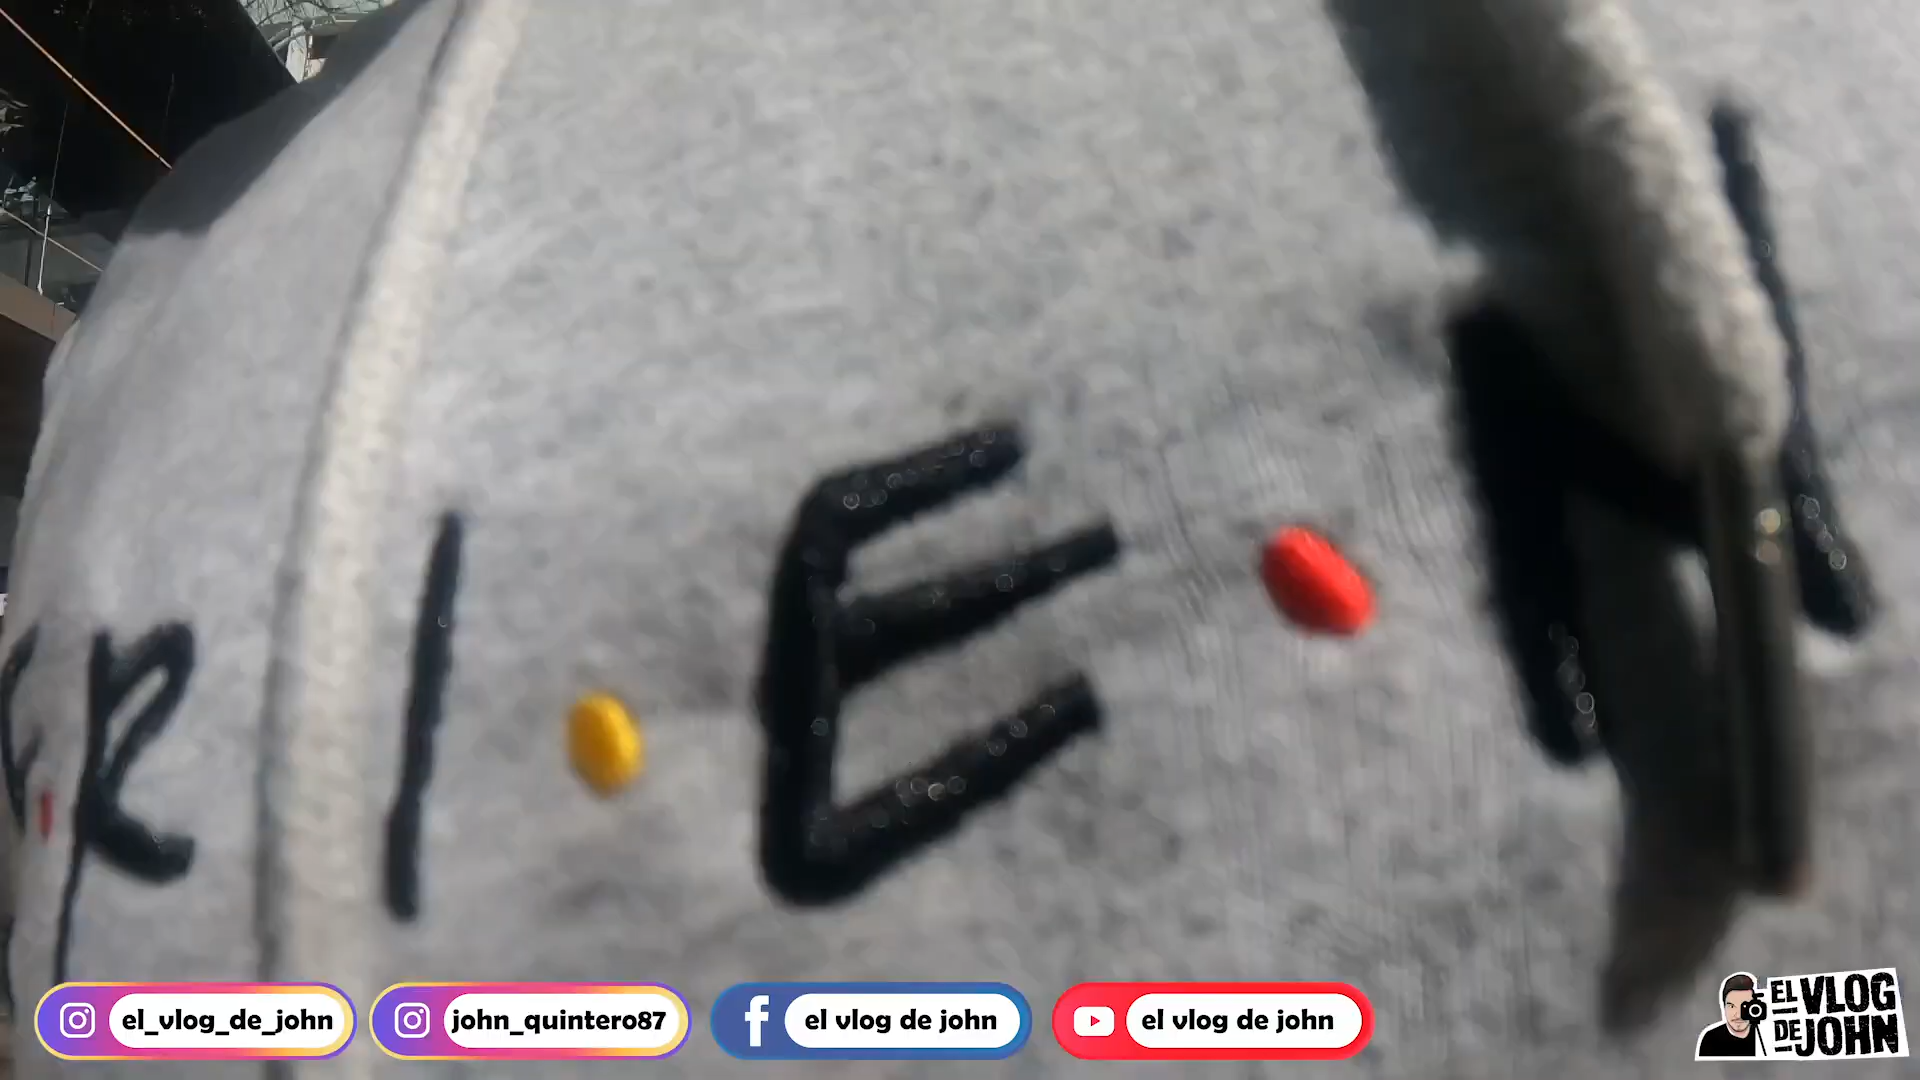 R I • E •
el_vlog_de_john
john_quintero87
el vlog de john
el vlog de john
EL VLOG
DE JOHN